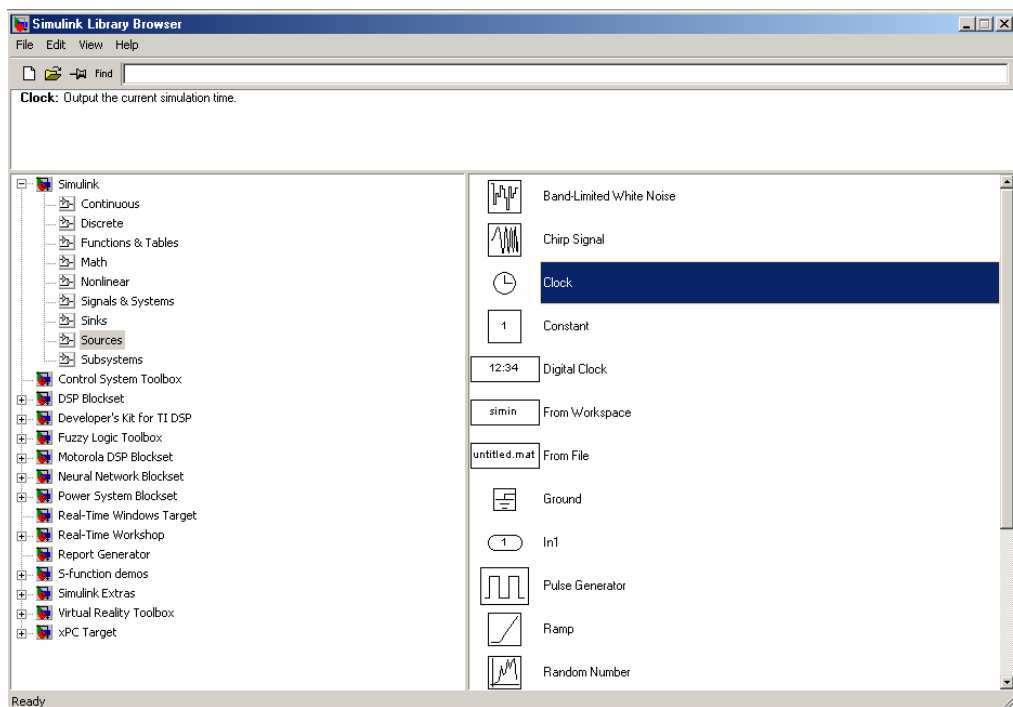 Simulink Library Browser
File Edit View Help
Find
Clock: Output the current simulation time.
Simulink
Continuous
Discrete
Functions & Tables
Math
Nonlinear
Signals & Systems
Sinks
Sources
Subsystems
Control System Toolbox
DSP Blockset
Developer's Kit for TI DSP
Fuzzy Logic Toolbox
Motorola DSP Blockset
Neural Network Blockset
Power System Blockset
Real-Time Windows Target
Real-Time Workshop
Report Generator
S-function demos
Simulink Extras
Virtual Reality Toolbox
xPC Target
Band-Limited White Noise
Chirp Signal
Clock
1 Constant
12:34 Digital Clock
simin From Workspace
untitled.mat From File
Ground
1 In1
Pulse Generator
Ramp
Random Number
Ready